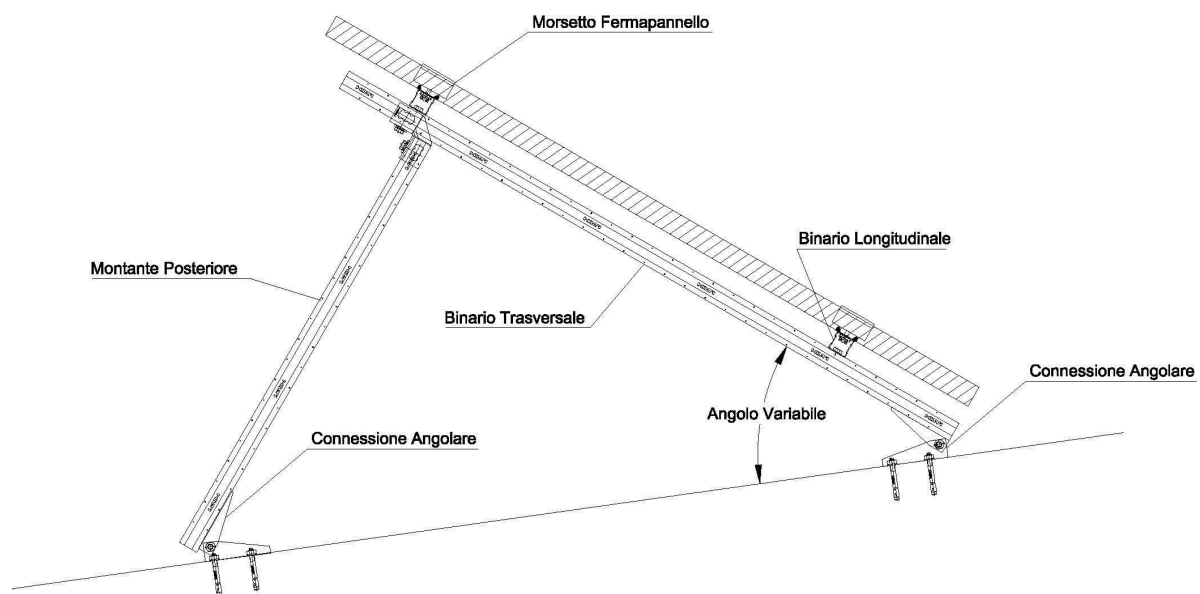 Morsetto Fermapannello
Binario Longitudinale
Montante Posteriore
Binario Trasversale
Connessione Angolare
Angolo Variabile
Connessione Angolare